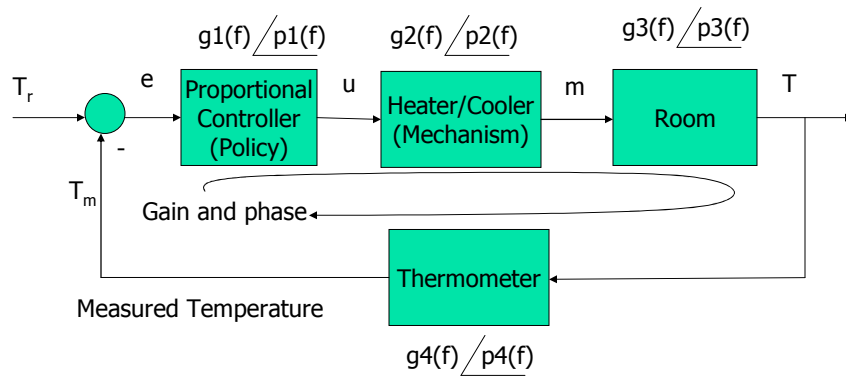 g1(f) p1(f)
g2(f) p2(f)
g3(f) p3(f)
Tr
e
Proportional
Controller
(Policy)
u
Heater/Cooler
(Mechanism)
m
Room
T
-
Tm
Gain and phase
Thermometer
Measured Temperature
g4(f) p4(f)